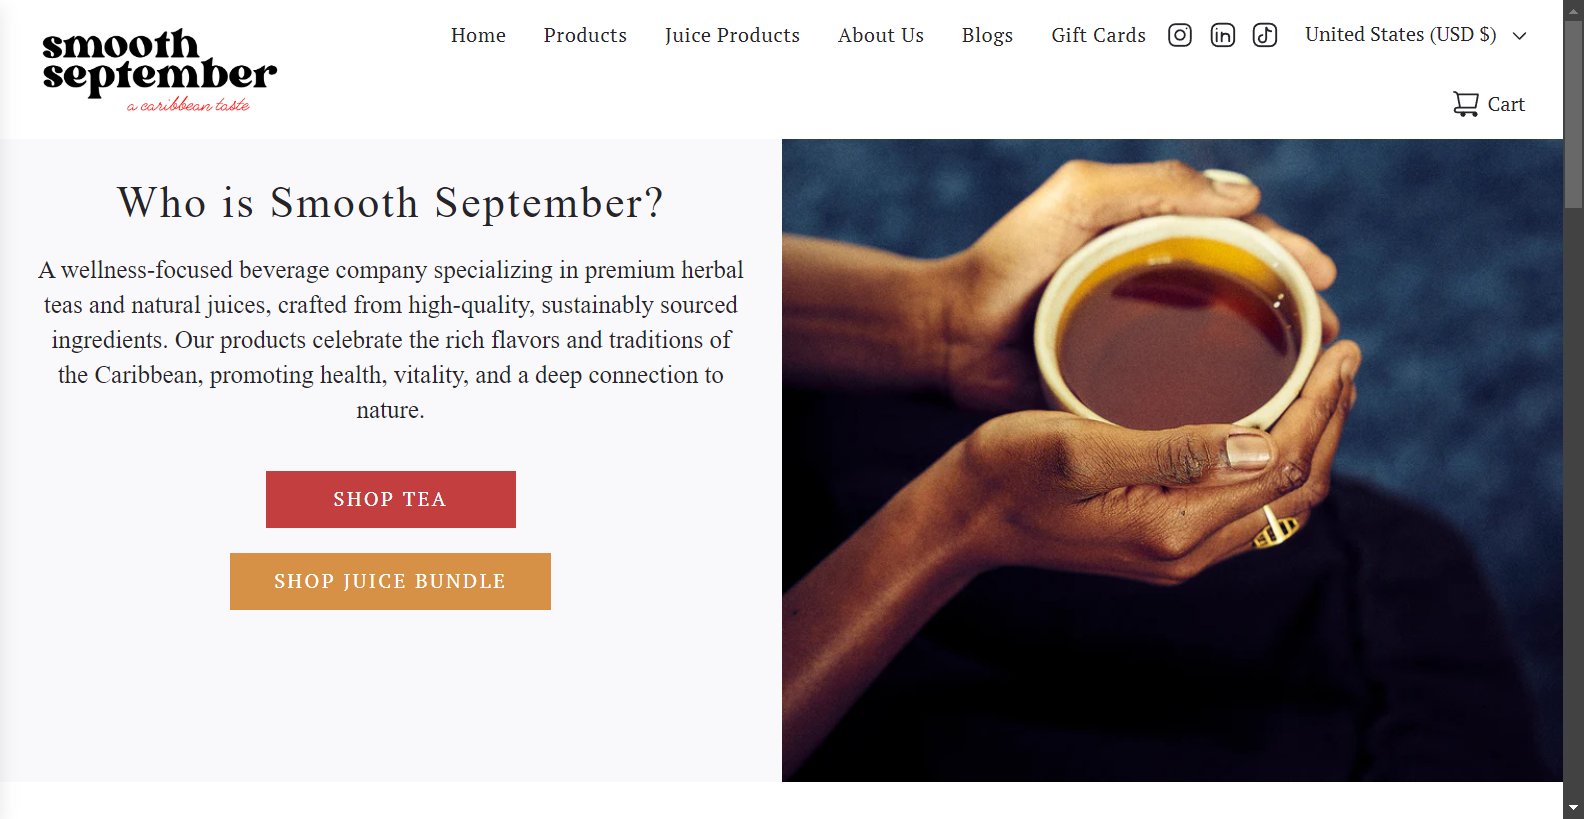 smooth
september
a caribbean taste
Home Products Juice Products About Us Blogs Gift Cards United States (USD $)
Cart
Who is Smooth September?
A wellness-focused beverage company specializing in premium herbal
teas and natural juices, crafted from high-quality, sustainably sourced
ingredients. Our products celebrate the rich flavors and traditions of
the Caribbean, promoting health, vitality, and a deep connection to
nature.
SHOP TEA
SHOP JUICE BUNDLE